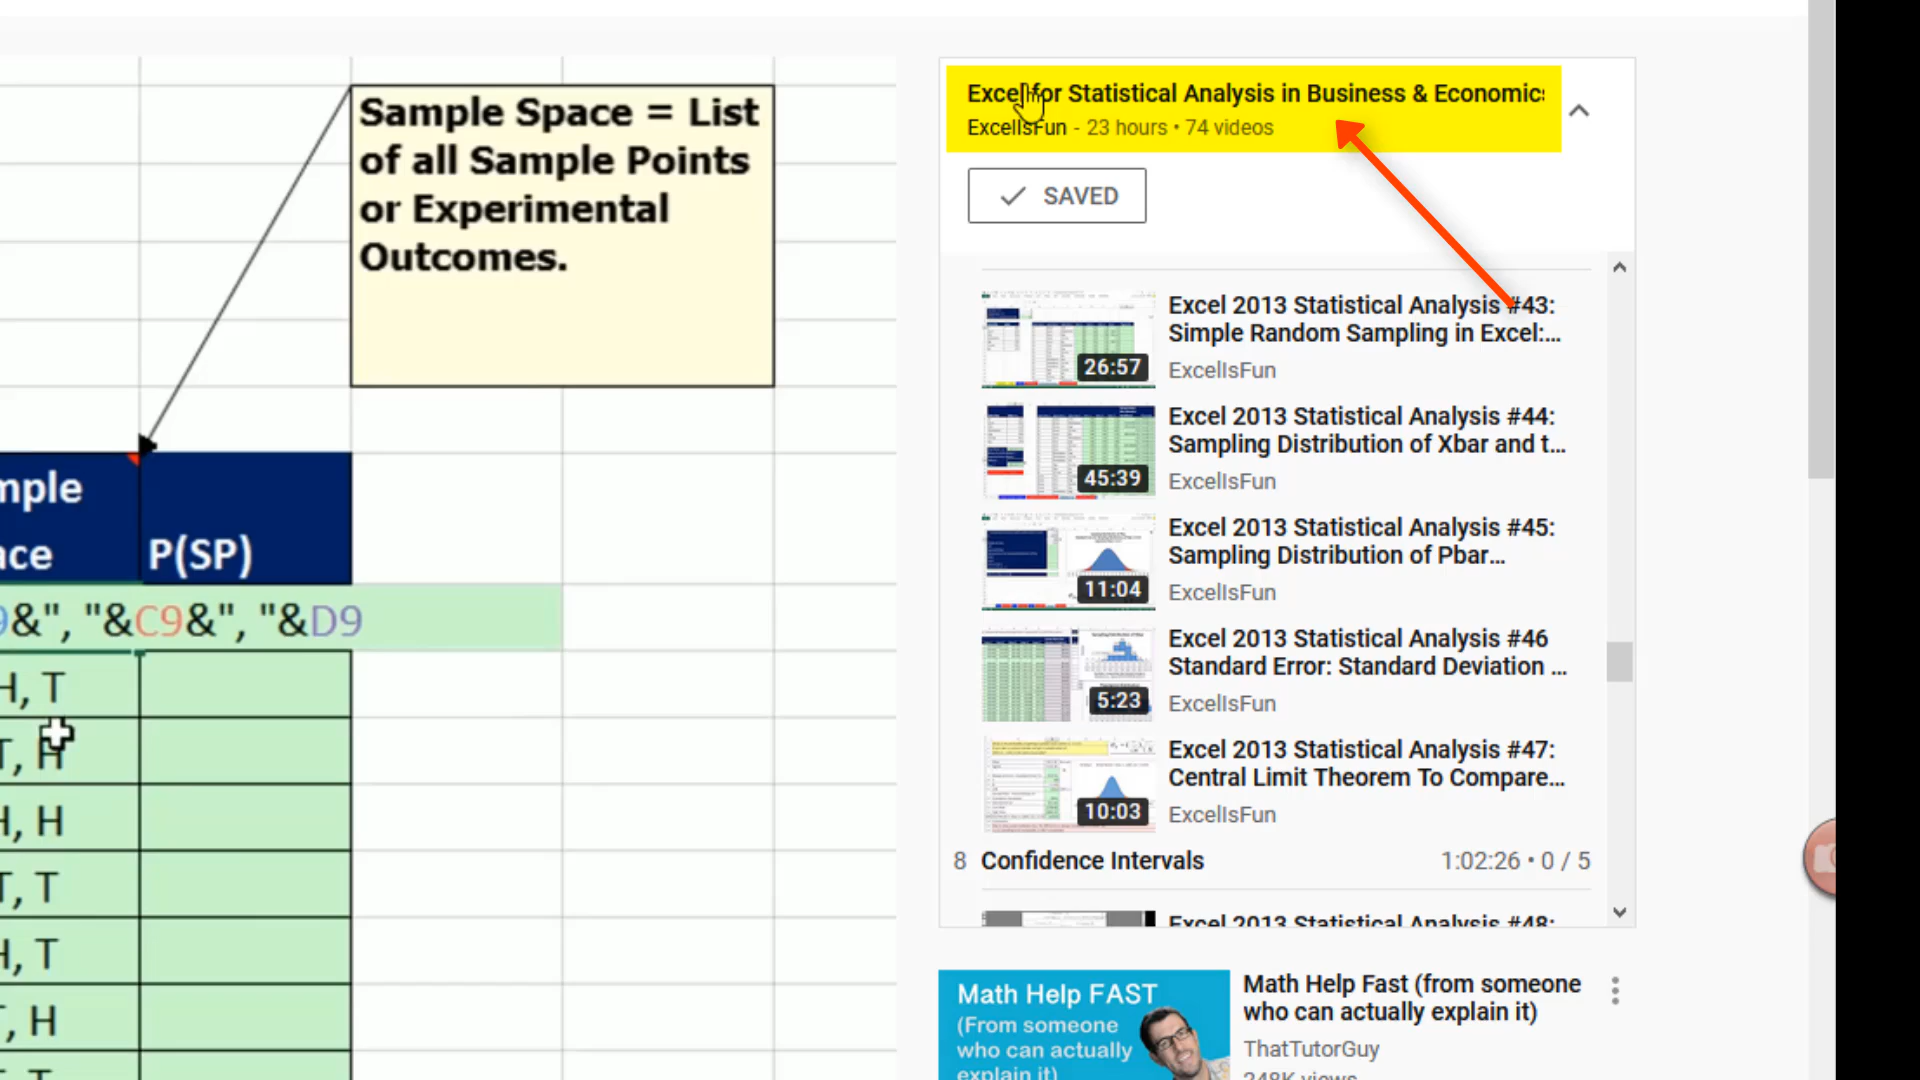 Sample Space = List
of all Sample Points
or Experimental
Outcomes.
mple
P(SP)
&", "&C9&", "&D9
H, T
T, H
H, H
T, T
H, T
, H
Excel for Statistical Analysis in Business & Economics
ExcelIsFun - 23 hours • 74 videos
SAVED
Excel 2013 Statistical Analysis #43:
Simple Random Sampling in Excel:...
26:57
ExcelIsFun
Excel 2013 Statistical Analysis #44:
Sampling Distribution of Xbar and t...
45:39
ExcelIsFun
Excel 2013 Statistical Analysis #45:
Sampling Distribution of Pbar...
11:04
ExcelIsFun
Excel 2013 Statistical Analysis #46
Standard Error: Standard Deviation ...
5:23
ExcelIsFun
Excel 2013 Statistical Analysis #47:
Central Limit Theorem To Compare...
10:03
ExcelIsFun
8 Confidence Intervals 1:02:26 • 0 / 5
Excel 2013 Statistical Analysis #48:
Math Help FAST
(From someone
who can actually
explain it)
Math Help Fast (from someone
who can actually explain it)
ThatTutorGuy
248K views